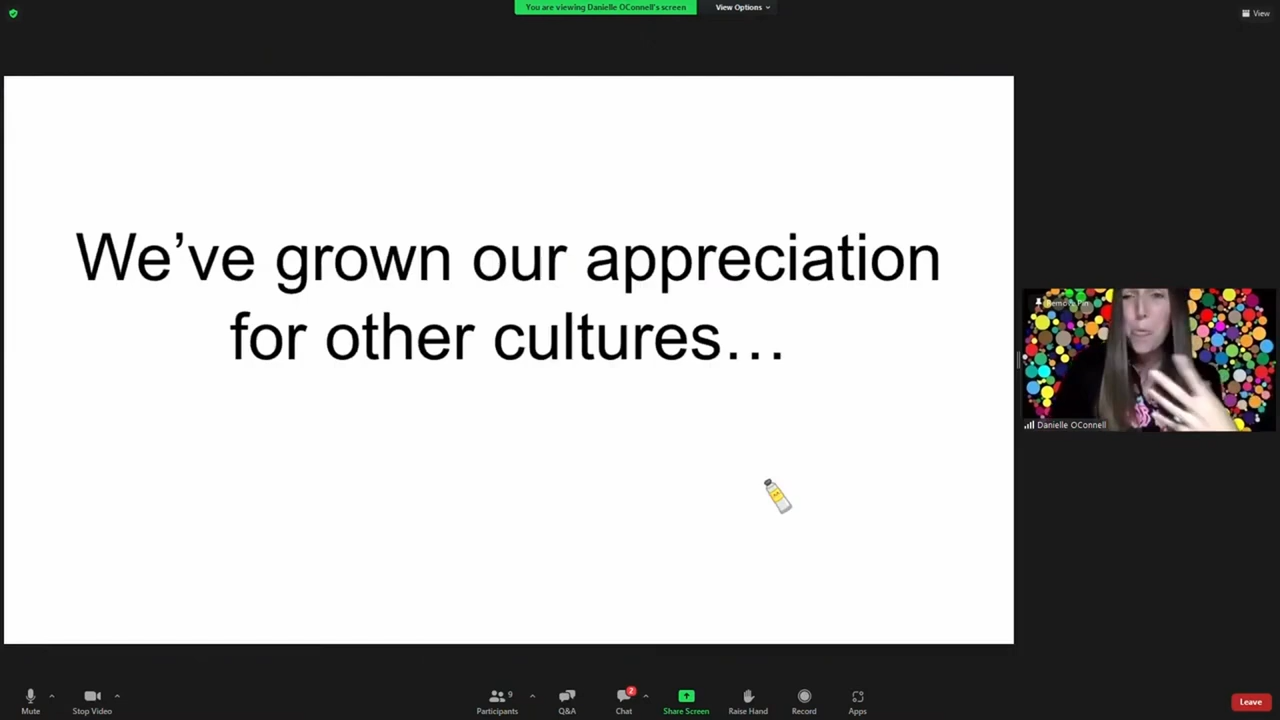 You are viewing Danielle OConnell's screen
View Options
View
We've grown our appreciation
for other cultures…
Danielle OConnell
Mute
Stop Video
9
Participants
Q&A
2
Chat
Share Screen
Raise Hand
Record
Apps
Leave